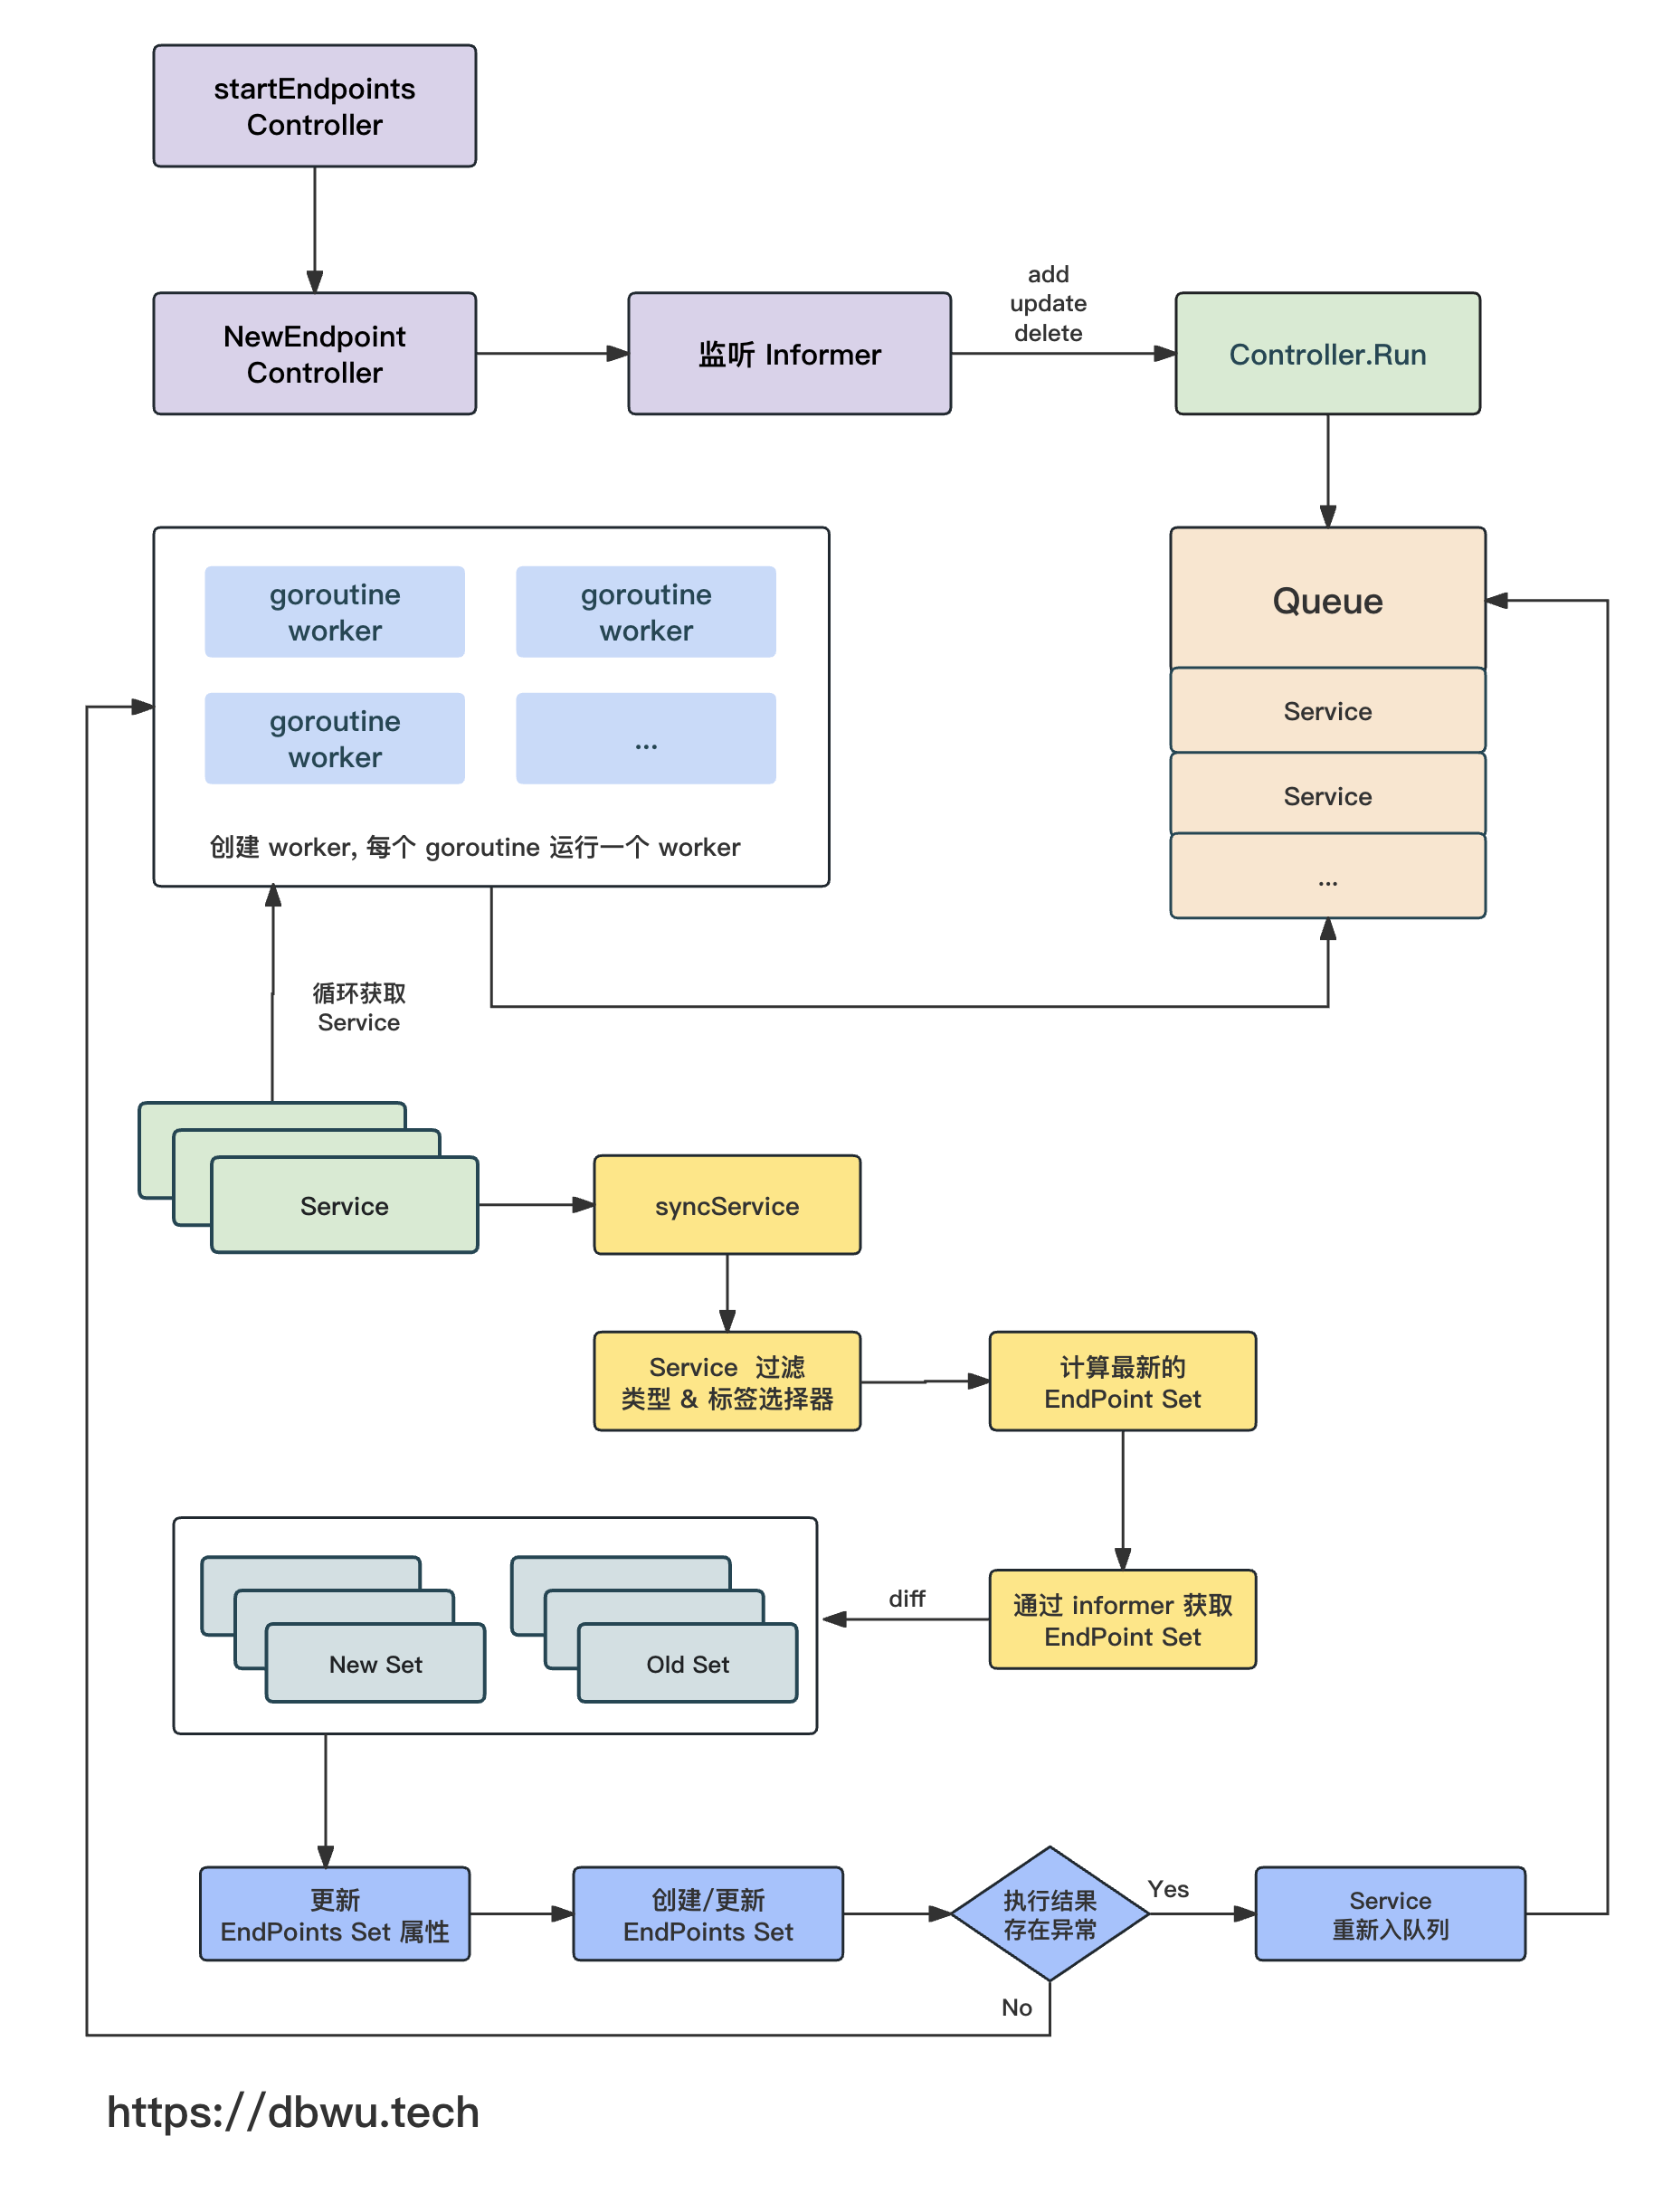 startEndpoints
Controller
NewEndpoint
Controller
监听 Informer
add
update
delete
Controller.Run
goroutine
worker
goroutine
worker
goroutine
worker
...
创建 worker, 每个 goroutine 运行一个 worker
Queue
Service
Service
...
循环获取
Service
Service
syncService
Service 过滤
类型 & 标签选择器
计算最新的
EndPoint Set
通过 informer 获取
EndPoint Set
diff
New Set
Old Set
更新
EndPoints Set 属性
创建/更新
EndPoints Set
执行结果
存在异常
Yes
No
Service
重新入队列
https://dbwu.tech